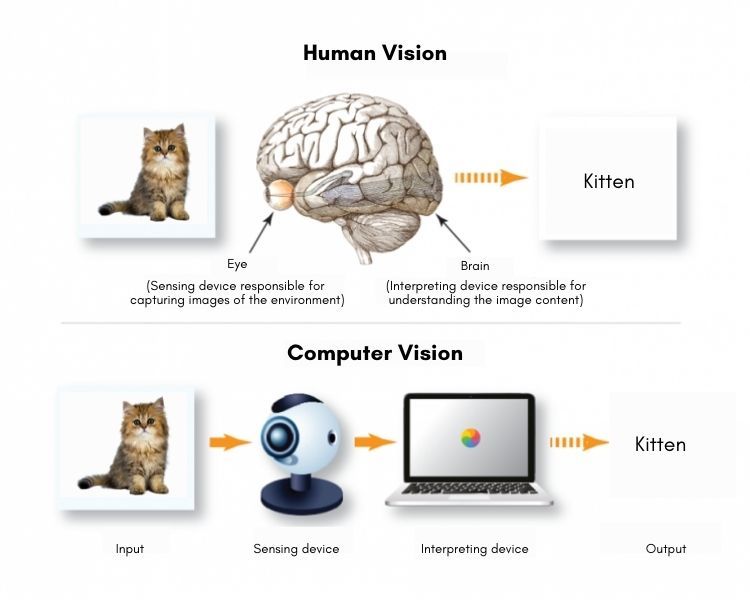 Human Vision
Kitten
Eye
(Sensing device responsible for
capturing images of the environment)
Brain
(Interpreting device responsible for
understanding the image content)
Computer Vision
Kitten
Input
Sensing device
Interpreting device
Output